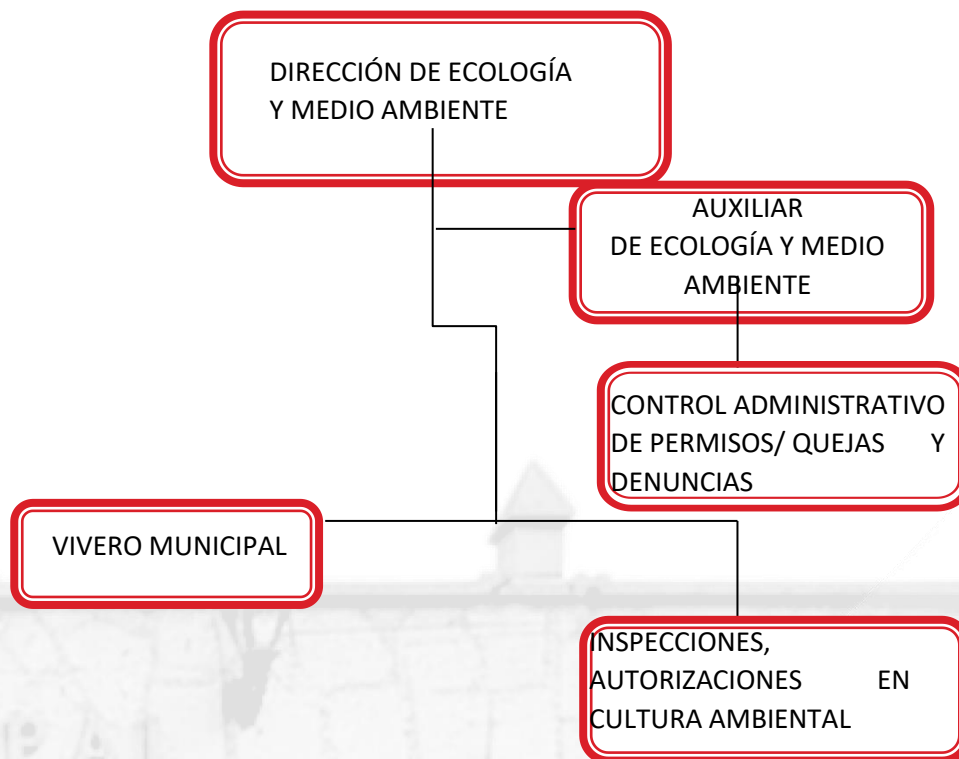 DIRECCIÓN DE ECOLOGÍA
Y MEDIO AMBIENTE
AUXILIAR
DE ECOLOGÍA Y MEDIO
AMBIENTE
CONTROL ADMINISTRATIVO
DE PERMISOS/ QUEJAS Y
DENUNCIAS
VIVERO MUNICIPAL
INSPECCIONES,
AUTORIZACIONES EN
CULTURA AMBIENTAL